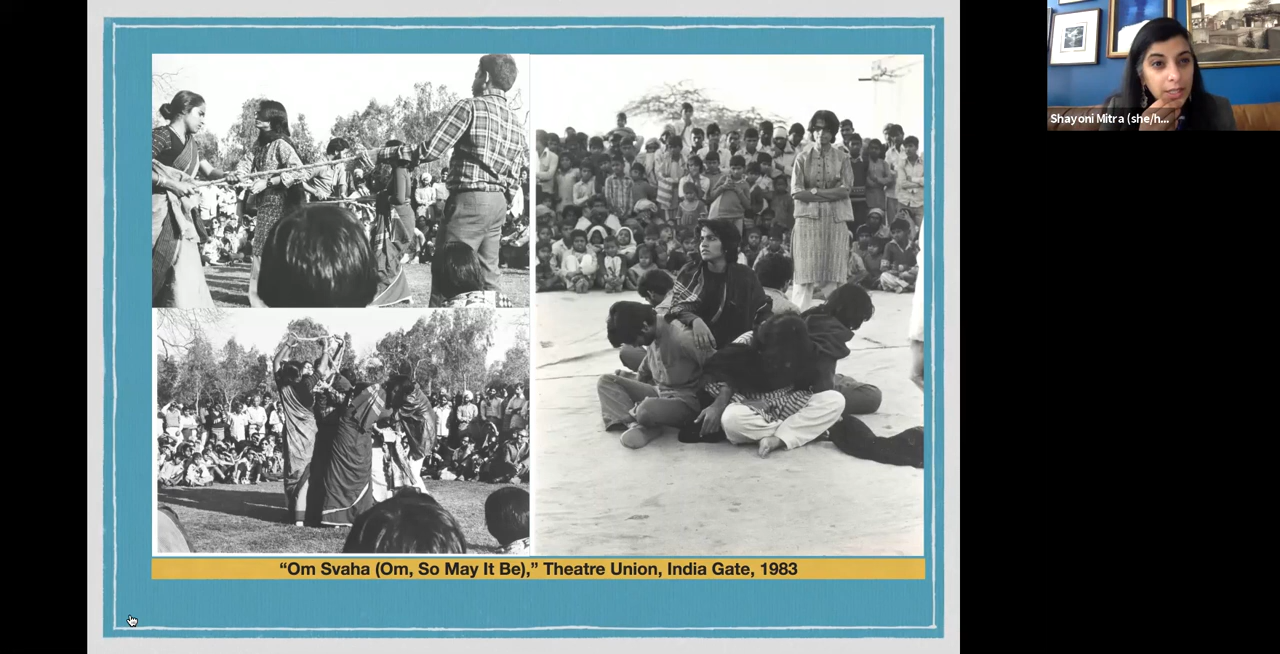 Shayoni Mitra (she/h...
“Om Svaha (Om, So May It Be),” Theatre Union, India Gate, 1983